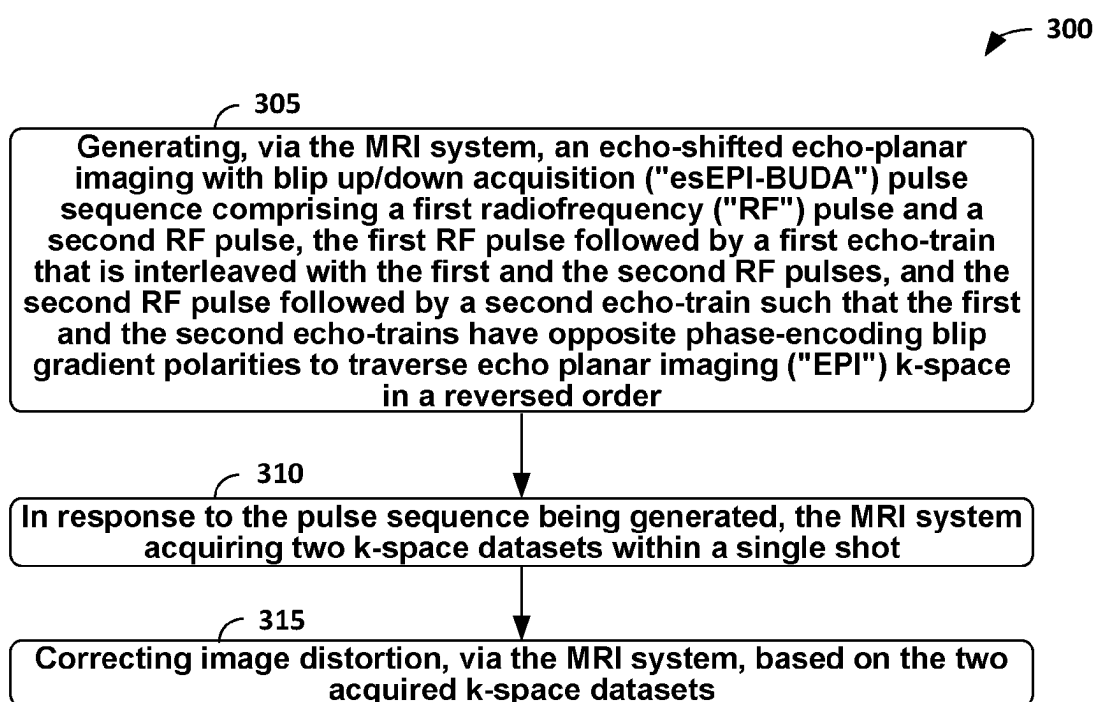 300
305
Generating, via the MRI system, an echo-shifted echo-planar
imaging with blip up/down acquisition ("esEPI-BUDA") pulse
sequence comprising a first radiofrequency ("RF") pulse and a
second RF pulse, the first RF pulse followed by a first echo-train
that is interleaved with the first and the second RF pulses, and the
second RF pulse followed by a second echo-train such that the first
and the second echo-trains have opposite phase-encoding blip
gradient polarities to traverse echo planar imaging ("EPI") k-space
in a reversed order
310
In response to the pulse sequence being generated, the MRI system
acquiring two k-space datasets within a single shot
315
Correcting image distortion, via the MRI system, based on the two
acquired k-space datasets